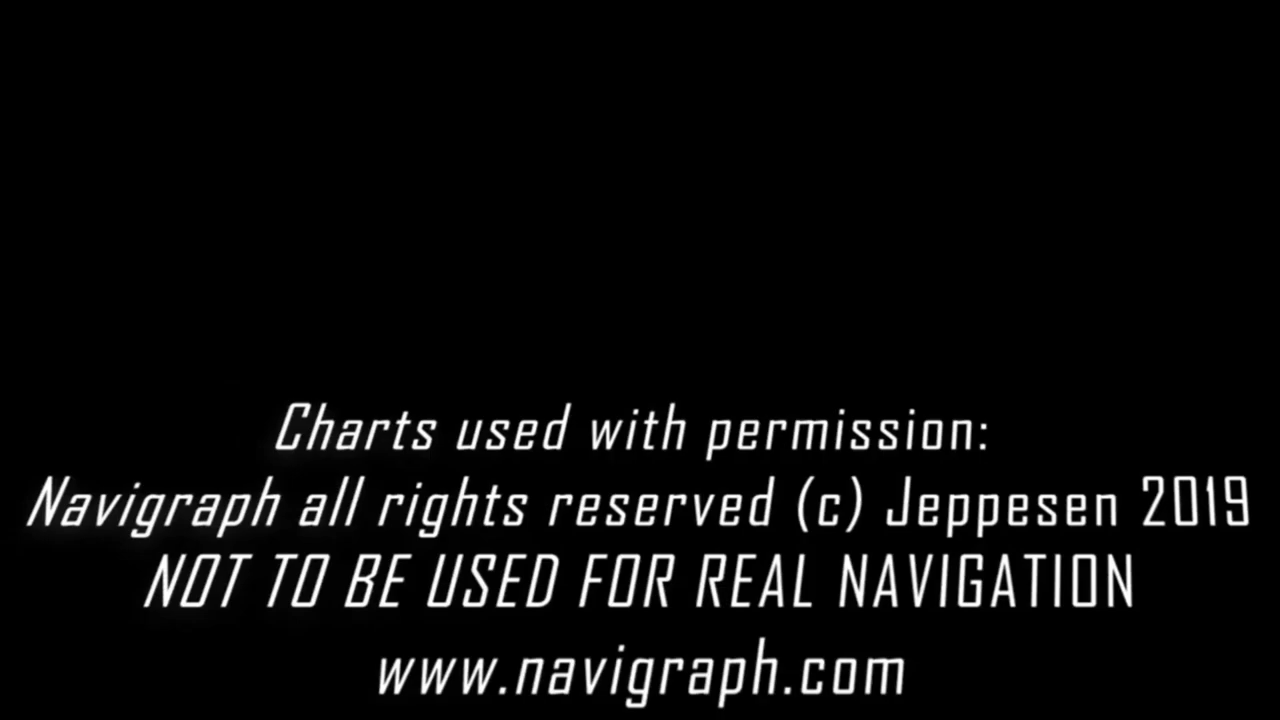 Charts used with permission:
Navigraph all rights reserved (c) Jeppesen 2019
NOT TO BE USED FOR REAL NAVIGATION
www.navigraph.com